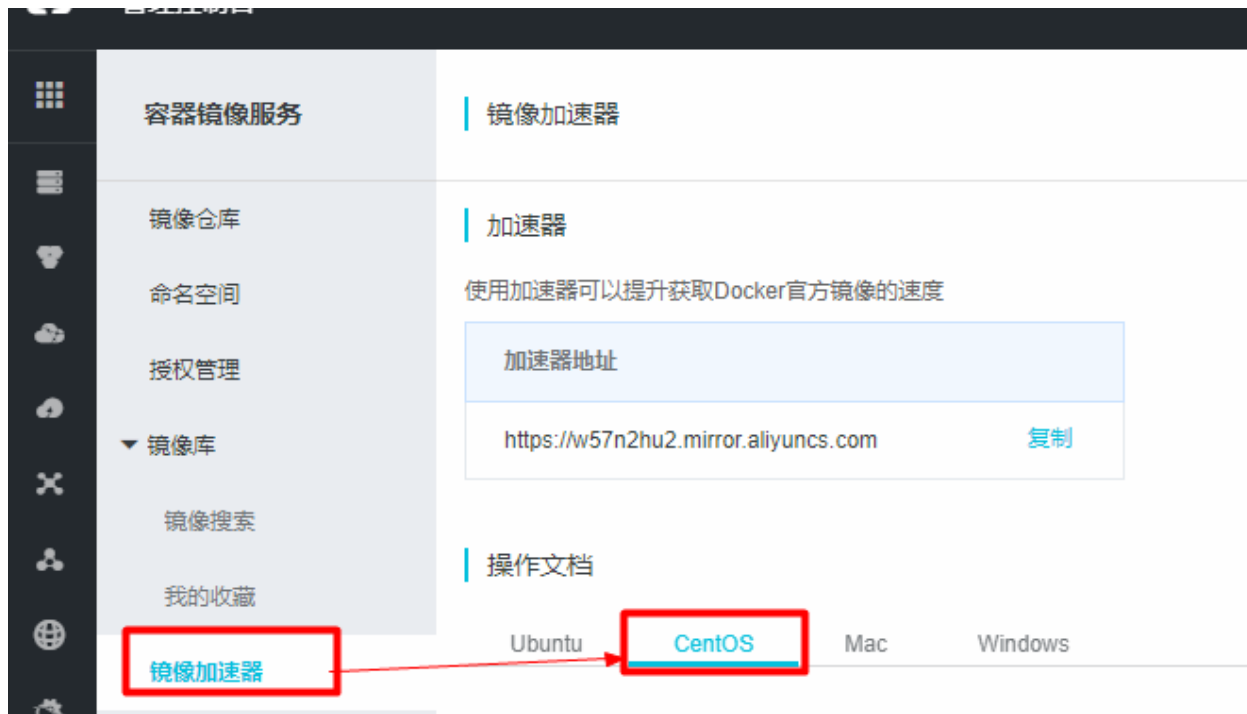 容器镜像服务
镜像加速器
镜像仓库
命名空间
授权管理
镜像库
镜像搜索
我的收藏
镜像加速器
加速器
使用加速器可以提升获取Docker官方镜像的速度
加速器地址
https://w57n2hu2.mirror.aliyuncs.com 复制
操作文档
Ubuntu CentOS Mac Windows